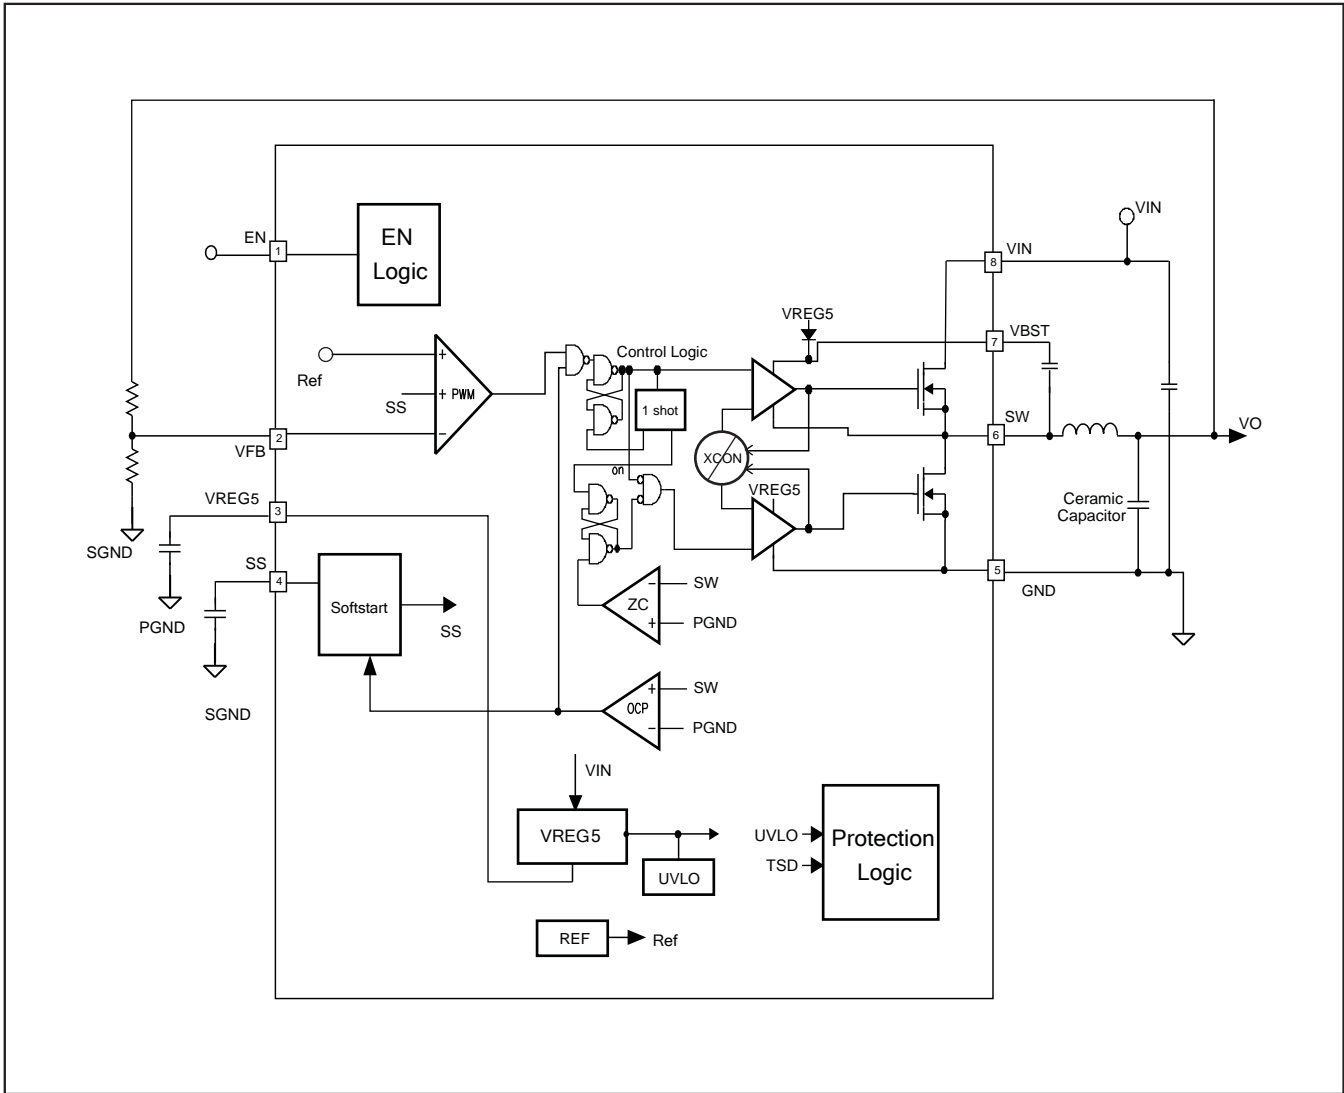 VIN
EN
1
EN
Logic
VIN
8
VREG5
VBST
7
Control Logic
Ref
+
SS
+
PWM
−
1 shot
SW
6
VO
2
VFB
XCON
on
VREG5
VREG5
3
Ceramic
Capacitor
SGND
SS
4
Softstart
SS
−
ZC
+
SW
PGND
5
GND
PGND
SGND
+
OCP
−
SW
PGND
VIN
VREG5
UVLO
UVLO
TSD
Protection
Logic
REF
Ref